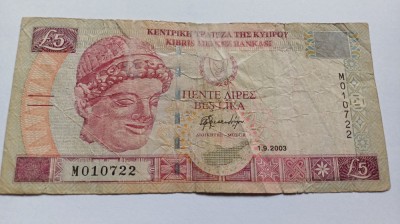 £5
ΚΕΝΤΡΙΚΗ ΤΡΑΠΕΖΑ ΤΗΣ ΚΥΠΡΟΥ
KIBRIS MERKEZ BANKASI
ΠΕΝΤΕ ΛΙΡΕΣ
BEŞ LİRA
1.9.2003
M010722
M010722
£5